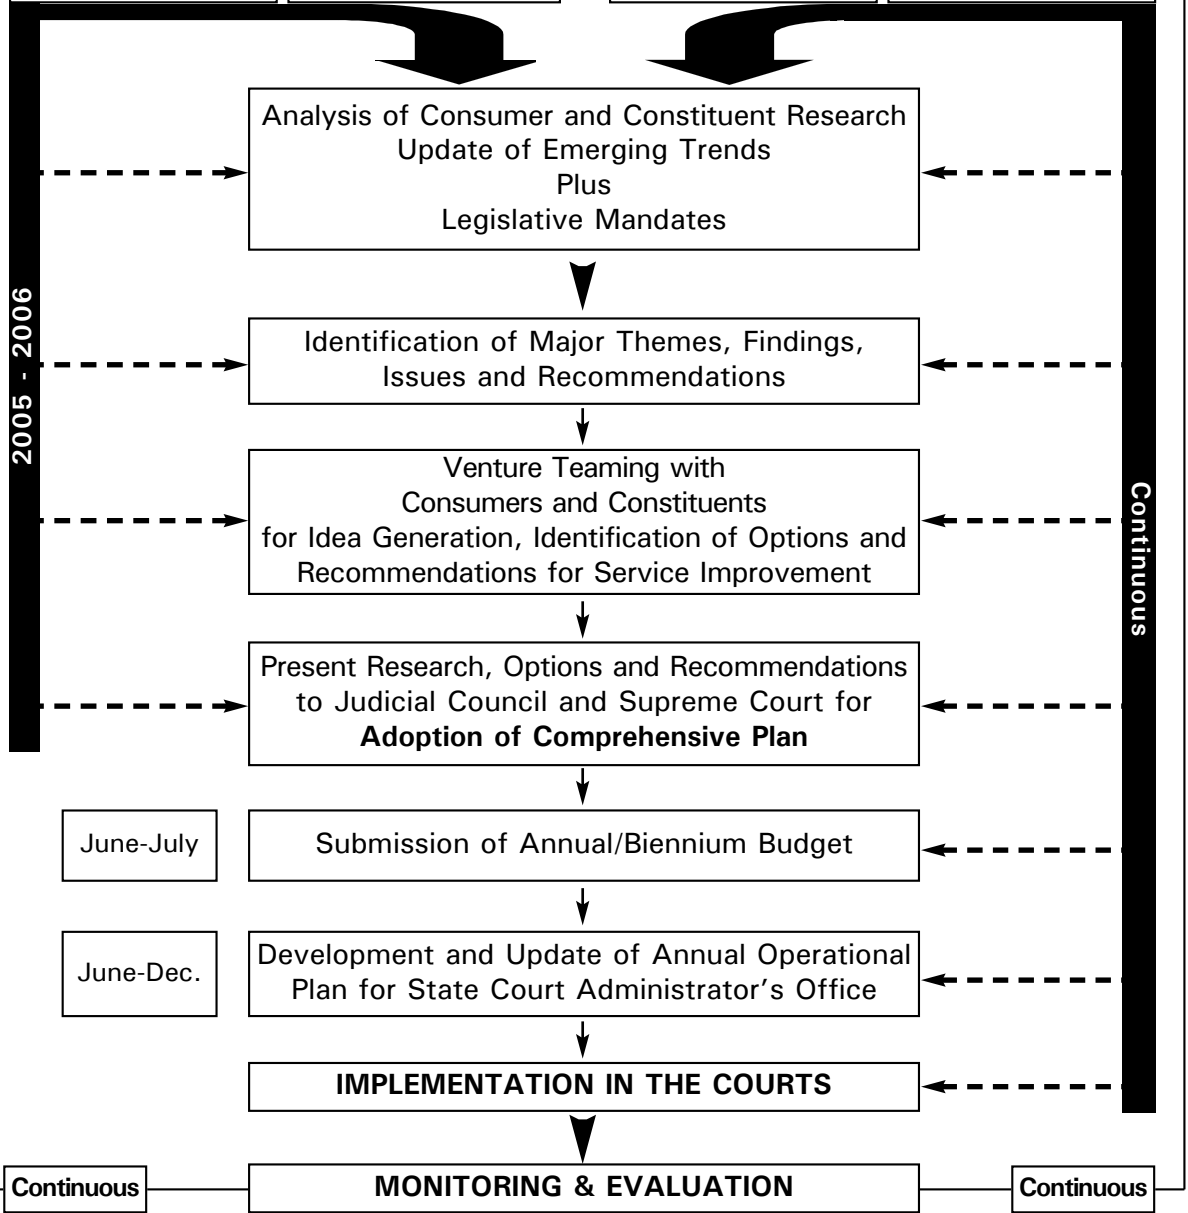 Analysis of Consumer and Constituent Research
Update of Emerging Trends
Plus
Legislative Mandates
2005 - 2006
Identification of Major Themes, Findings,
Issues and Recommendations
Venture Teaming with
Consumers and Constituents
for Idea Generation, Identification of Options and
Recommendations for Service Improvement
Continuous
Present Research, Options and Recommendations
to Judicial Council and Supreme Court for
Adoption of Comprehensive Plan
June-July
Submission of Annual/Biennium Budget
June-Dec.
Development and Update of Annual Operational
Plan for State Court Administrator’s Office
IMPLEMENTATION IN THE COURTS
Continuous
MONITORING & EVALUATION
Continuous